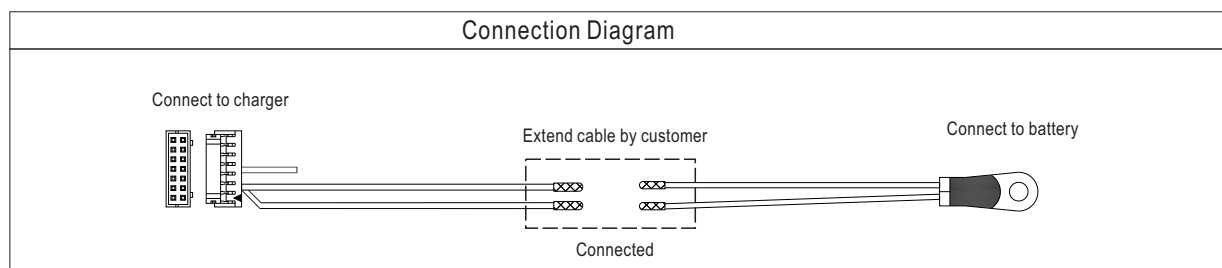 Connection Diagram
Connect to charger
Extend cable by customer
Connect to battery
Connected